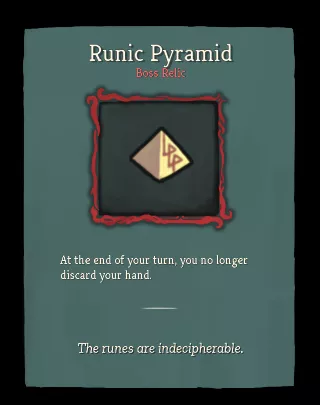 Runic Pyramid
Boss Relic
At the end of your turn, you no longer
discard your hand.
The runes are indecipherable.